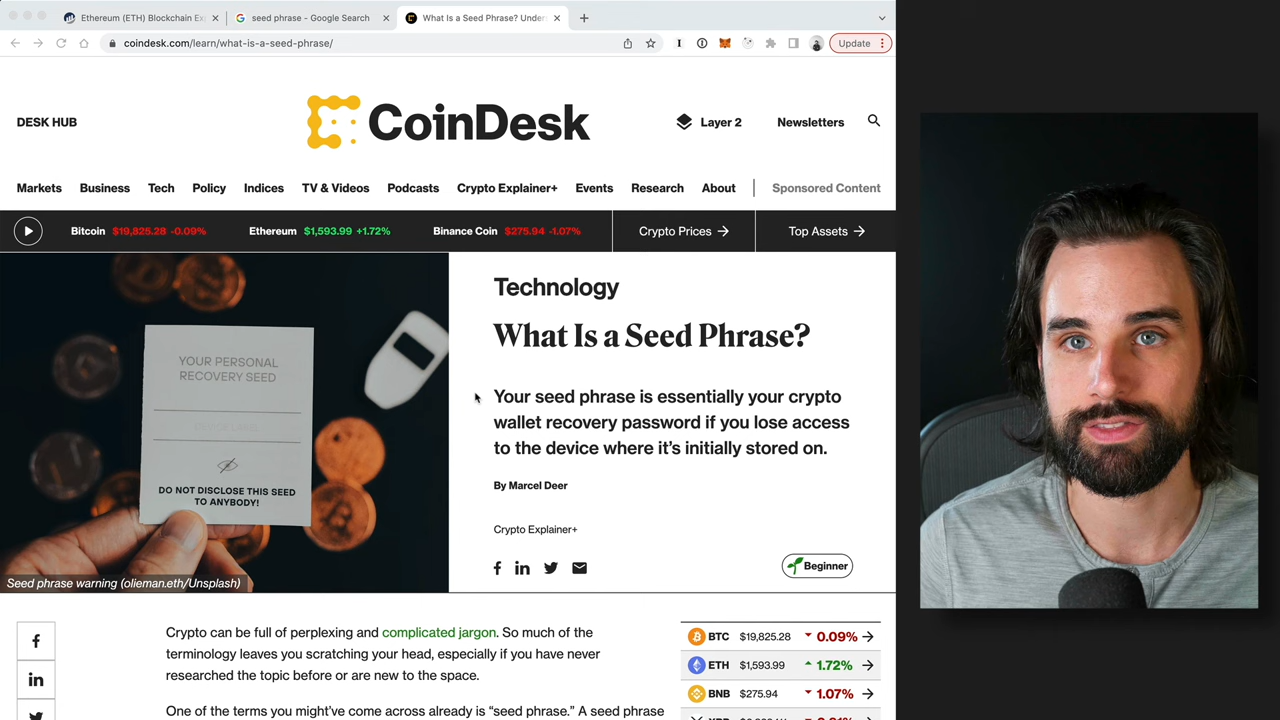 Ethereum (ETH) Blockchain Ex
seed phrase - Google Search
What Is a Seed Phrase? Under
coindesk.com/learn/what-is-a-seed-phrase/
Update
DESK HUB
CoinDesk
Layer 2
Newsletters
Markets
Business
Tech
Policy
Indices
TV & Videos
Podcasts
Crypto Explainer+
Events
Research
About
Sponsored Content
Bitcoin $19,825.28 -0.09%
Ethereum $1,593.99 +1.72%
Binance Coin $275.94 -1.07%
Crypto Prices
Top Assets
YOUR PERSONAL
RECOVERY SEED
DO NOT DISCLOSE THIS SEED
TO ANYBODY!
Seed phrase warning (olieman.eth/Unsplash)
Technology
What Is a Seed Phrase?
Your seed phrase is essentially your crypto
wallet recovery password if you lose access
to the device where it's initially stored on.
By Marcel Deer
Crypto Explainer+
Beginner
Crypto can be full of perplexing and complicated jargon. So much of the
terminology leaves you scratching your head, especially if you have never
researched the topic before or are new to the space.
One of the terms you might've come across already is "seed phrase." A seed phrase
BTC $19,825.28 0.09%
ETH $1,593.99 1.72%
BNB $275.94 1.07%